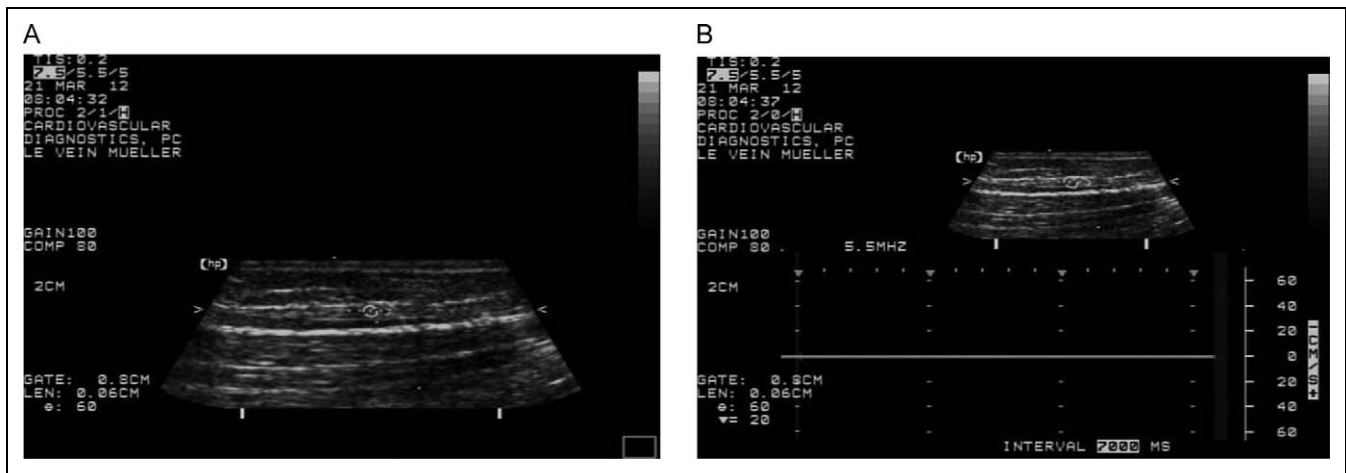 A
TIS:0.2
7.5/5.5/5
21 MAR 12
08:04:32
PROC 2/1/H
CARDIOVASCULAR
DIAGNOSTICS, PC
LE VEIN MUELLER
GAIN100
COMP 80
[hp]
2CM
> <
GATE: 0.8CM
LEN: 0.06CM
θ: 60
B
TIS:0.2
7.5/5.5/5
21 MAR 12
08:04:37
PROC 2/0/H
CARDIOVASCULAR
DIAGNOSTICS, PC
LE VEIN MUELLER
[hp]
> <
GAIN100
COMP 80
5.5MHZ
2CM
60
40
20
0
20
40
60
-CM/S+
GATE: 0.8CM
LEN: 0.06CM
θ: 60
▼= 20
INTERVAL 7000 MS